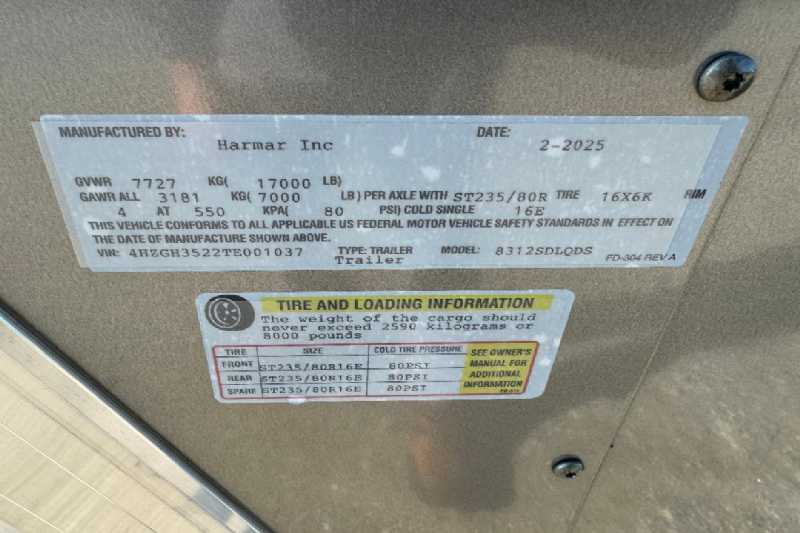 MANUFACTURED BY: Harmar Inc DATE: 2-2025
GVWR 7727 KG( 17000 LB)
GAWR ALL 3181 KG( 7000 LB) PER AXLE WITH ST235/80R TIRE 16X6K RIM
4 AT 550 KPA( 80 PSI) COLD SINGLE 16E
THIS VEHICLE CONFORMS TO ALL APPLICABLE US FEDERAL MOTOR VEHICLE SAFETY STANDARDS IN EFFECT ON
THE DATE OF MANUFACTURE SHOWN ABOVE.
VIN: 4HZGH3522TE001037 TYPE: TRAILER MODEL: 8312SDLQDS
Trailer FD-304 REV A
TIRE AND LOADING INFORMATION
The weight of the cargo should
never exceed 2590 kilograms or
8000 pounds
TIRE SIZE COLD TIRE PRESSURE SEE OWNER'S
MANUAL FOR
ADDITIONAL
INFORMATION
FRONT ST235/80R16E 80PSI
REAR ST235/80R16E 80PSI
SPARE ST235/80R16E 80PSI